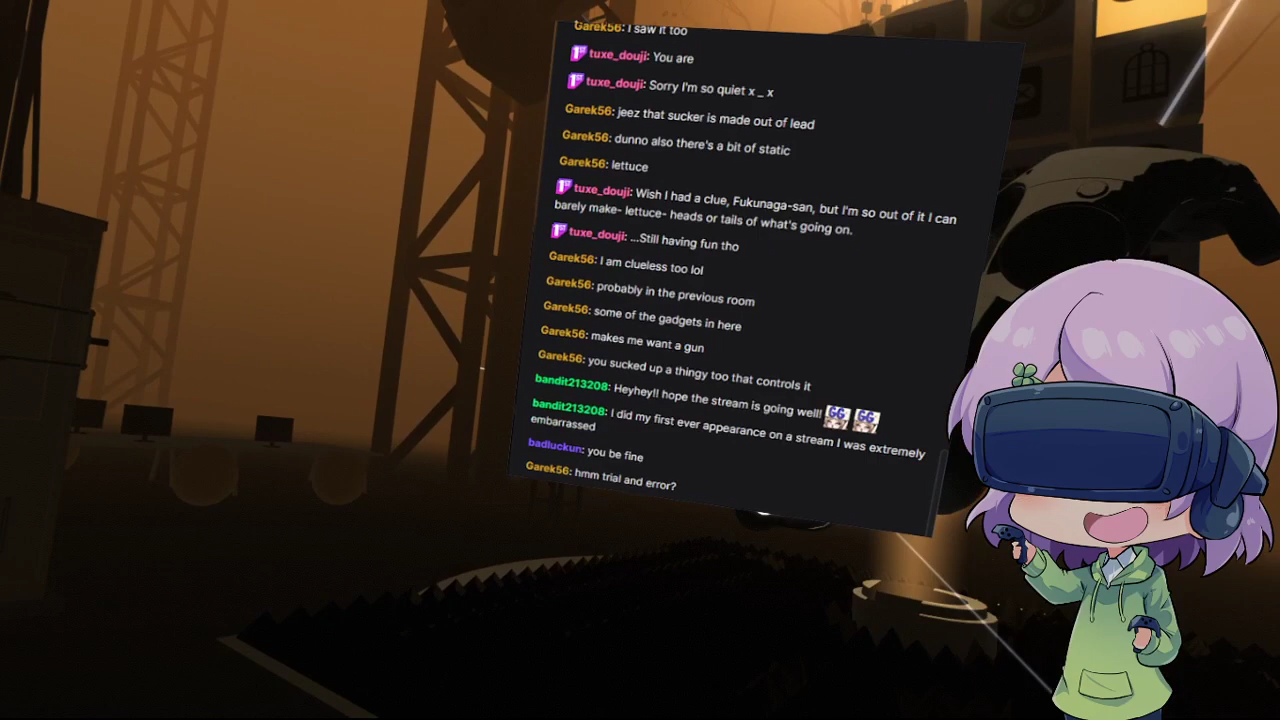 Garek56: I saw it too
tuxe_douji: You are
tuxe_douji: Sorry I'm so quiet x _ x
Garek56: jeez that sucker is made out of lead
Garek56: dunno also there's a bit of static
Garek56: lettuce
tuxe_douji: Wish I had a clue, Fukunaga-san, but I'm so out of it I can
barely make- lettuce- heads or tails of what's going on.
tuxe_douji: ...Still having fun tho
Garek56: I am clueless too lol
Garek56: probably in the previous room
Garek56: some of the gadgets in here
Garek56: makes me want a gun
Garek56: you sucked up a thingy too that controls it
bandit213208: Heyhey!! hope the stream is going well! GG GG
bandit213208: I did my first ever appearance on a stream I was extremely
embarrassed
badluckun: you be fine
Garek56: hmm trial and error?